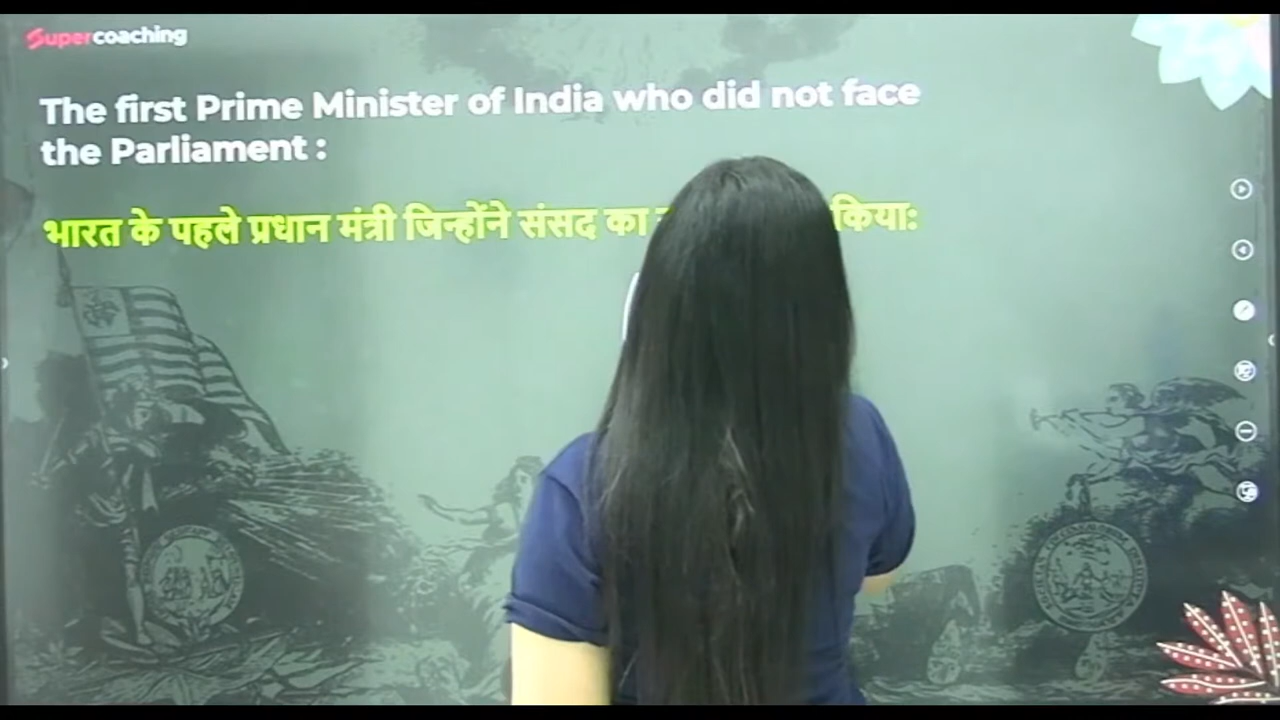 Supercoaching
The first Prime Minister of India who did not face
the Parliament :
भारत के पहले प्रधान मंत्री जिन्होंने संसद का किया: